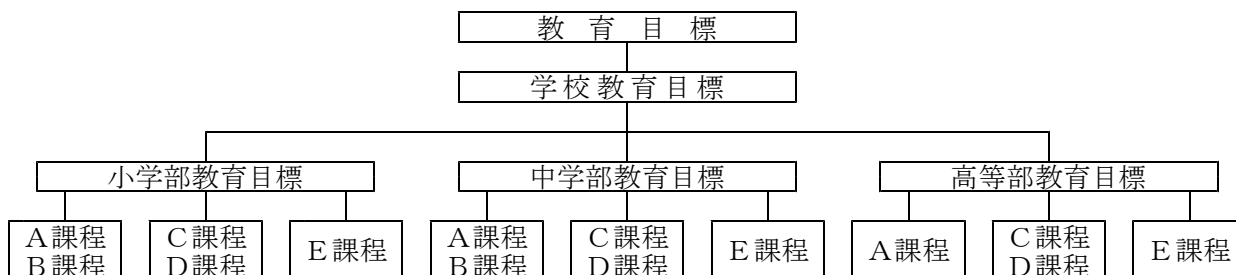 教育目標
学校教育目標
小学部教育目標
中学部教育目標
高等部教育目標
A課程
B課程
C課程
D課程
E課程
A課程
B課程
C課程
D課程
E課程
A課程
C課程
D課程
E課程